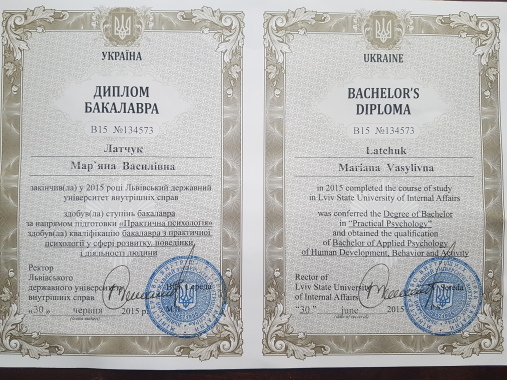 УКРАЇНА
ДИПЛОМ
БАКАЛАВРА
В15 №134573
Латчук
Мар'яна Василівна
закінчив(ла) у 2015 році Львівський державний
університет внутрішніх справ
здобув(ла) ступінь бакалавра
за напрямом підготовки «Практична психологія»
здобув(ла) кваліфікацію бакалавра з практичної
психології у сфері розвитку, поведінки,
і діяльності людини
Ректор
Львівського
державного університету
внутрішніх справ
"30" червня 2015 р.
М.П.
UKRAINE
BACHELOR'S
DIPLOMA
B15 №134573
Latchuk
Mariana Vasylivna
in 2015 completed the course of study
in Lviv State University of Internal Affairs
was conferred the Degree of Bachelor
in "Practical Psychology"
and obtained the qualification
of Bachelor of Applied Psychology
of Human Development, Behavior and Activity
Rector of
Lviv State University
of Internal Affairs
Sereda
"30" june 2015